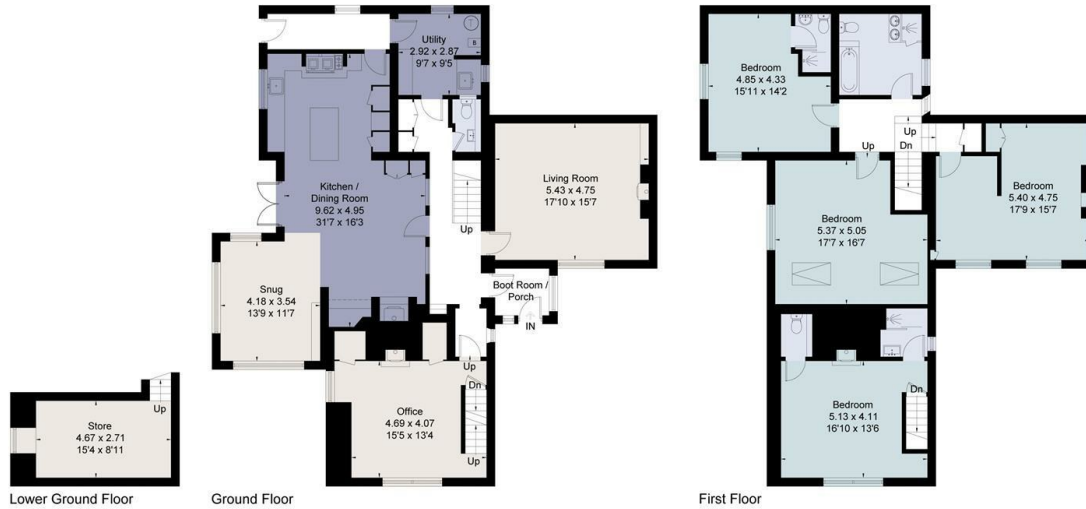 Utility
2.92 x 2.87
9'7 x 9'5
B
Kitchen /
Dining Room
9.62 x 4.95
31'7 x 16'3
Living Room
5.43 x 4.75
17'10 x 15'7
Up
Snug
4.18 x 3.54
13'9 x 11'7
Boot Room /
Porch
IN
Up
Dn
Office
4.69 x 4.07
15'5 x 13'4
Up
Up
Store
4.67 x 2.71
15'4 x 8'11
Lower Ground Floor
Ground Floor
Bedroom
4.85 x 4.33
15'11 x 14'2
Up
Up
Dn
Bedroom
5.40 x 4.75
17'9 x 15'7
Bedroom
5.37 x 5.05
17'7 x 16'7
Dn
Bedroom
5.13 x 4.11
16'10 x 13'6
First Floor